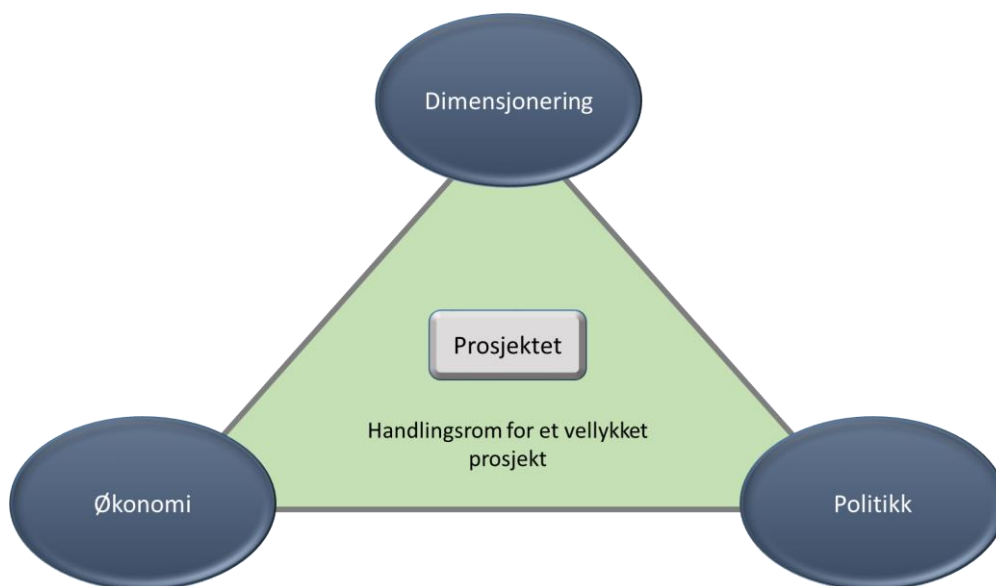 Dimensjonering
Prosjektet
Handlingsrom for et vellykket
prosjekt
Økonomi
Politikk